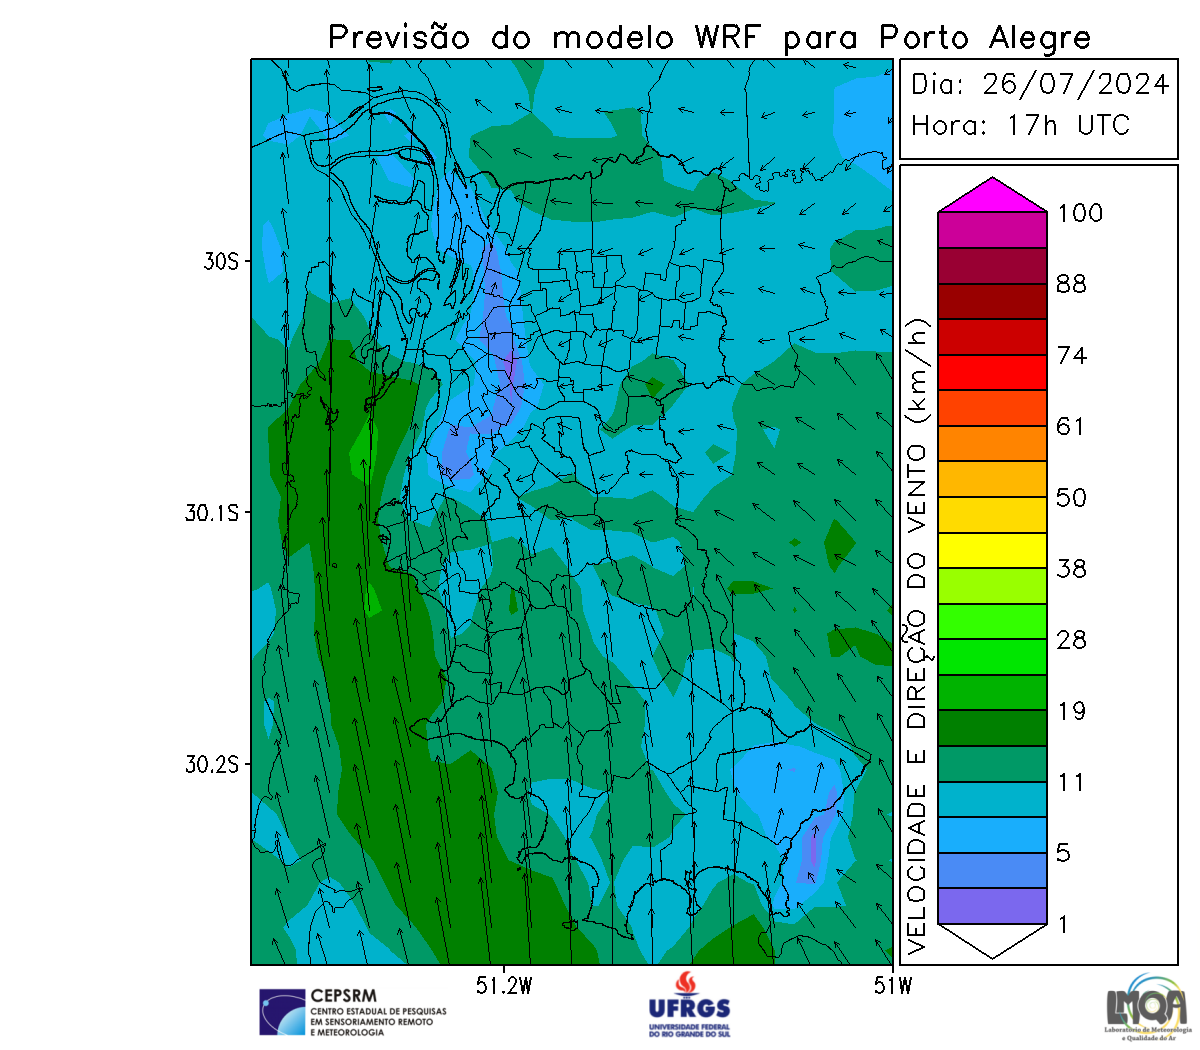 Previsão do modelo WRF para Porto Alegre
Dia: 26/07/2024
Hora: 17h UTC
30S
30.1S
30.2S
51.2W
51W
VELOCIDADE E DIREÇÃO DO VENTO (km/h)
100
88
74
61
50
38
28
19
11
5
1
CEPSRM
CENTRO ESTADUAL DE PESQUISAS
EM SENSORIAMENTO REMOTO
E METEOROLOGIA
UFRGS
UNIVERSIDADE FEDERAL
DO RIO GRANDE DO SUL
LMQA
Laboratório de Meteorologia
e Qualidade do Ar